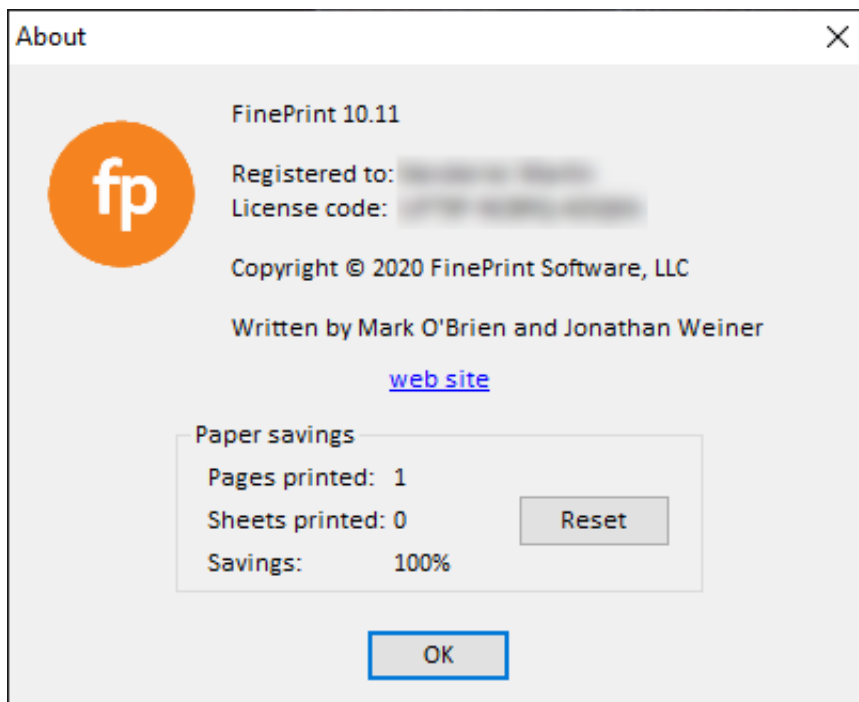 About
fp
FinePrint 10.11
Registered to:
License code:
Copyright © 2020 FinePrint Software, LLC
Written by Mark O'Brien and Jonathan Weiner
web site
Paper savings
Pages printed: 1
Sheets printed: 0
Reset
Savings: 100%
OK